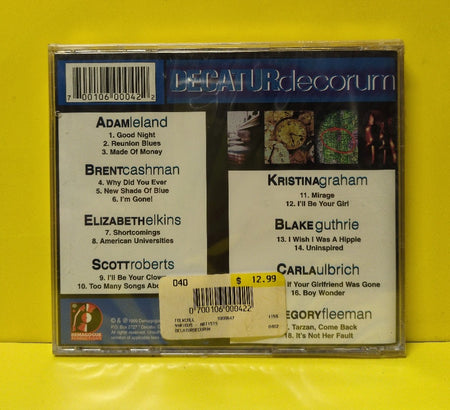 DECATURdecorum
7 00106 00042 2
ADAMleland
1. Good Night
2. Reunion Blues
3. Made Of Money
BRENTcashman
4. Why Did You Ever
5. New Shade Of Blue
6. I'm Gone!
ELIZABETHelkins
7. Shortcomings
8. American Universities
SCOTTroberts
9. I'll Be Your Clow
10. Too Many Songs Abo
KRISTINAgraham
11. Mirage
12. I'll Be Your Girl
BLAKEguthrie
13. I Wish I Was A Hippie
14. Uninspired
CARLAulbrich
If Your Girlfriend Was Gone
16. Boy Wonder
EGORYfleeman
Tarzan, Come Back
18. It's Not Her Fault
040 $ 12.99
0 700106 000422
VARIOUS ARTISTS
DECATURDECORUM